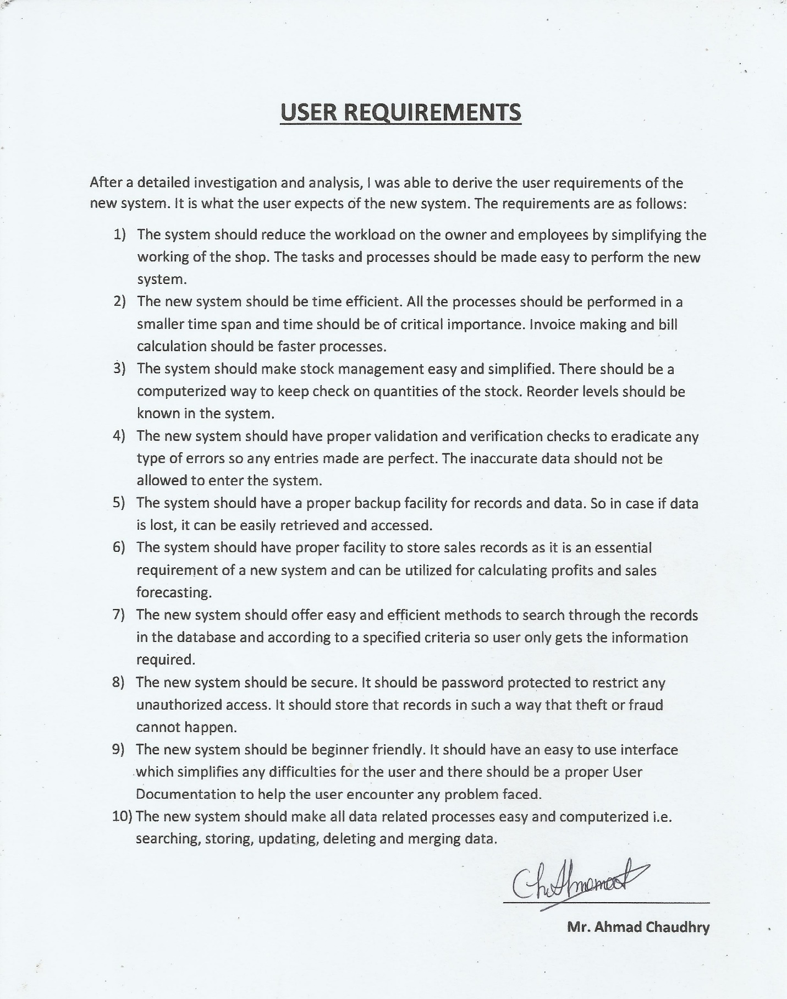 USER REQUIREMENTS
After a detailed investigation and analysis, I was able to derive the user requirements of the
new system. It is what the user expects of the new system. The requirements are as follows:
1) The system should reduce the workload on the owner and employees by simplifying the
working of the shop. The tasks and processes should be made easy to perform the new
system.
2) The new system should be time efficient. All the processes should be performed in a
smaller time span and time should be of critical importance. Invoice making and bill
calculation should be faster processes.
3) The system should make stock management easy and simplified. There should be a
computerized way to keep check on quantities of the stock. Reorder levels should be
known in the system.
4) The new system should have proper validation and verification checks to eradicate any
type of errors so any entries made are perfect. The inaccurate data should not be
allowed to enter the system.
5) The system should have a proper backup facility for records and data. So in case if data
is lost, it can be easily retrieved and accessed.
6) The system should have proper facility to store sales records as it is an essential
requirement of a new system and can be utilized for calculating profits and sales
forecasting.
7) The new system should offer easy and efficient methods to search through the records
in the database and according to a specified criteria so user only gets the information
required.
8) The new system should be secure. It should be password protected to restrict any
unauthorized access. It should store that records in such a way that theft or fraud
cannot happen.
9) The new system should be beginner friendly. It should have an easy to use interface
which simplifies any difficulties for the user and there should be a proper User
Documentation to help the user encounter any problem faced.
10) The new system should make all data related processes easy and computerized i.e.
searching, storing, updating, deleting and merging data.
Mr. Ahmad Chaudhry